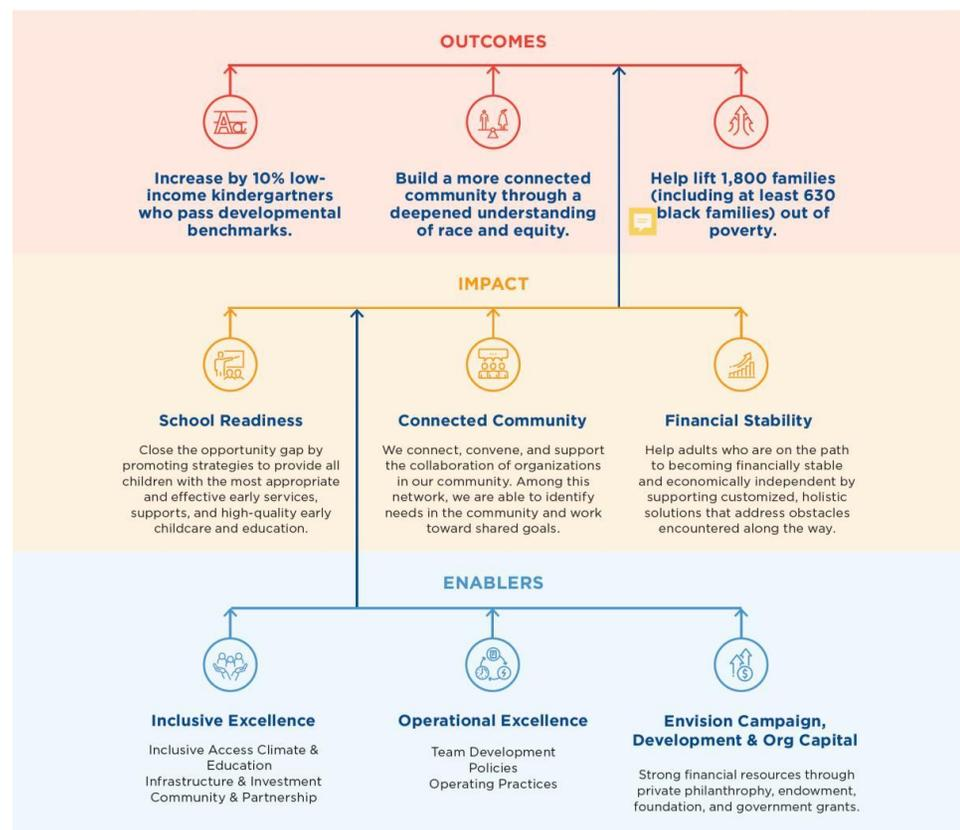 OUTCOMES
Aa
Increase by 10% low-
income kindergartners
who pass developmental
benchmarks.
Build a more connected
community through a
deepened understanding
of race and equity.
Help lift 1,800 families
(including at least 630
black families) out of
poverty.
IMPACT
School Readiness
Close the opportunity gap by
promoting strategies to provide all
children with the most appropriate
and effective early services,
supports, and high-quality early
childcare and education.
Connected Community
We connect, convene, and support
the collaboration of organizations
in our community. Among this
network, we are able to identify
needs in the community and work
toward shared goals.
Financial Stability
Help adults who are on the path
to becoming financially stable
and economically independent by
supporting customized, holistic
solutions that address obstacles
encountered along the way.
ENABLERS
Inclusive Excellence
Inclusive Access Climate &
Education
Infrastructure & Investment
Community & Partnership
Operational Excellence
Team Development
Policies
Operating Practices
$
Envision Campaign,
Development & Org Capital
Strong financial resources through
private philanthropy, endowment,
foundation, and government grants.